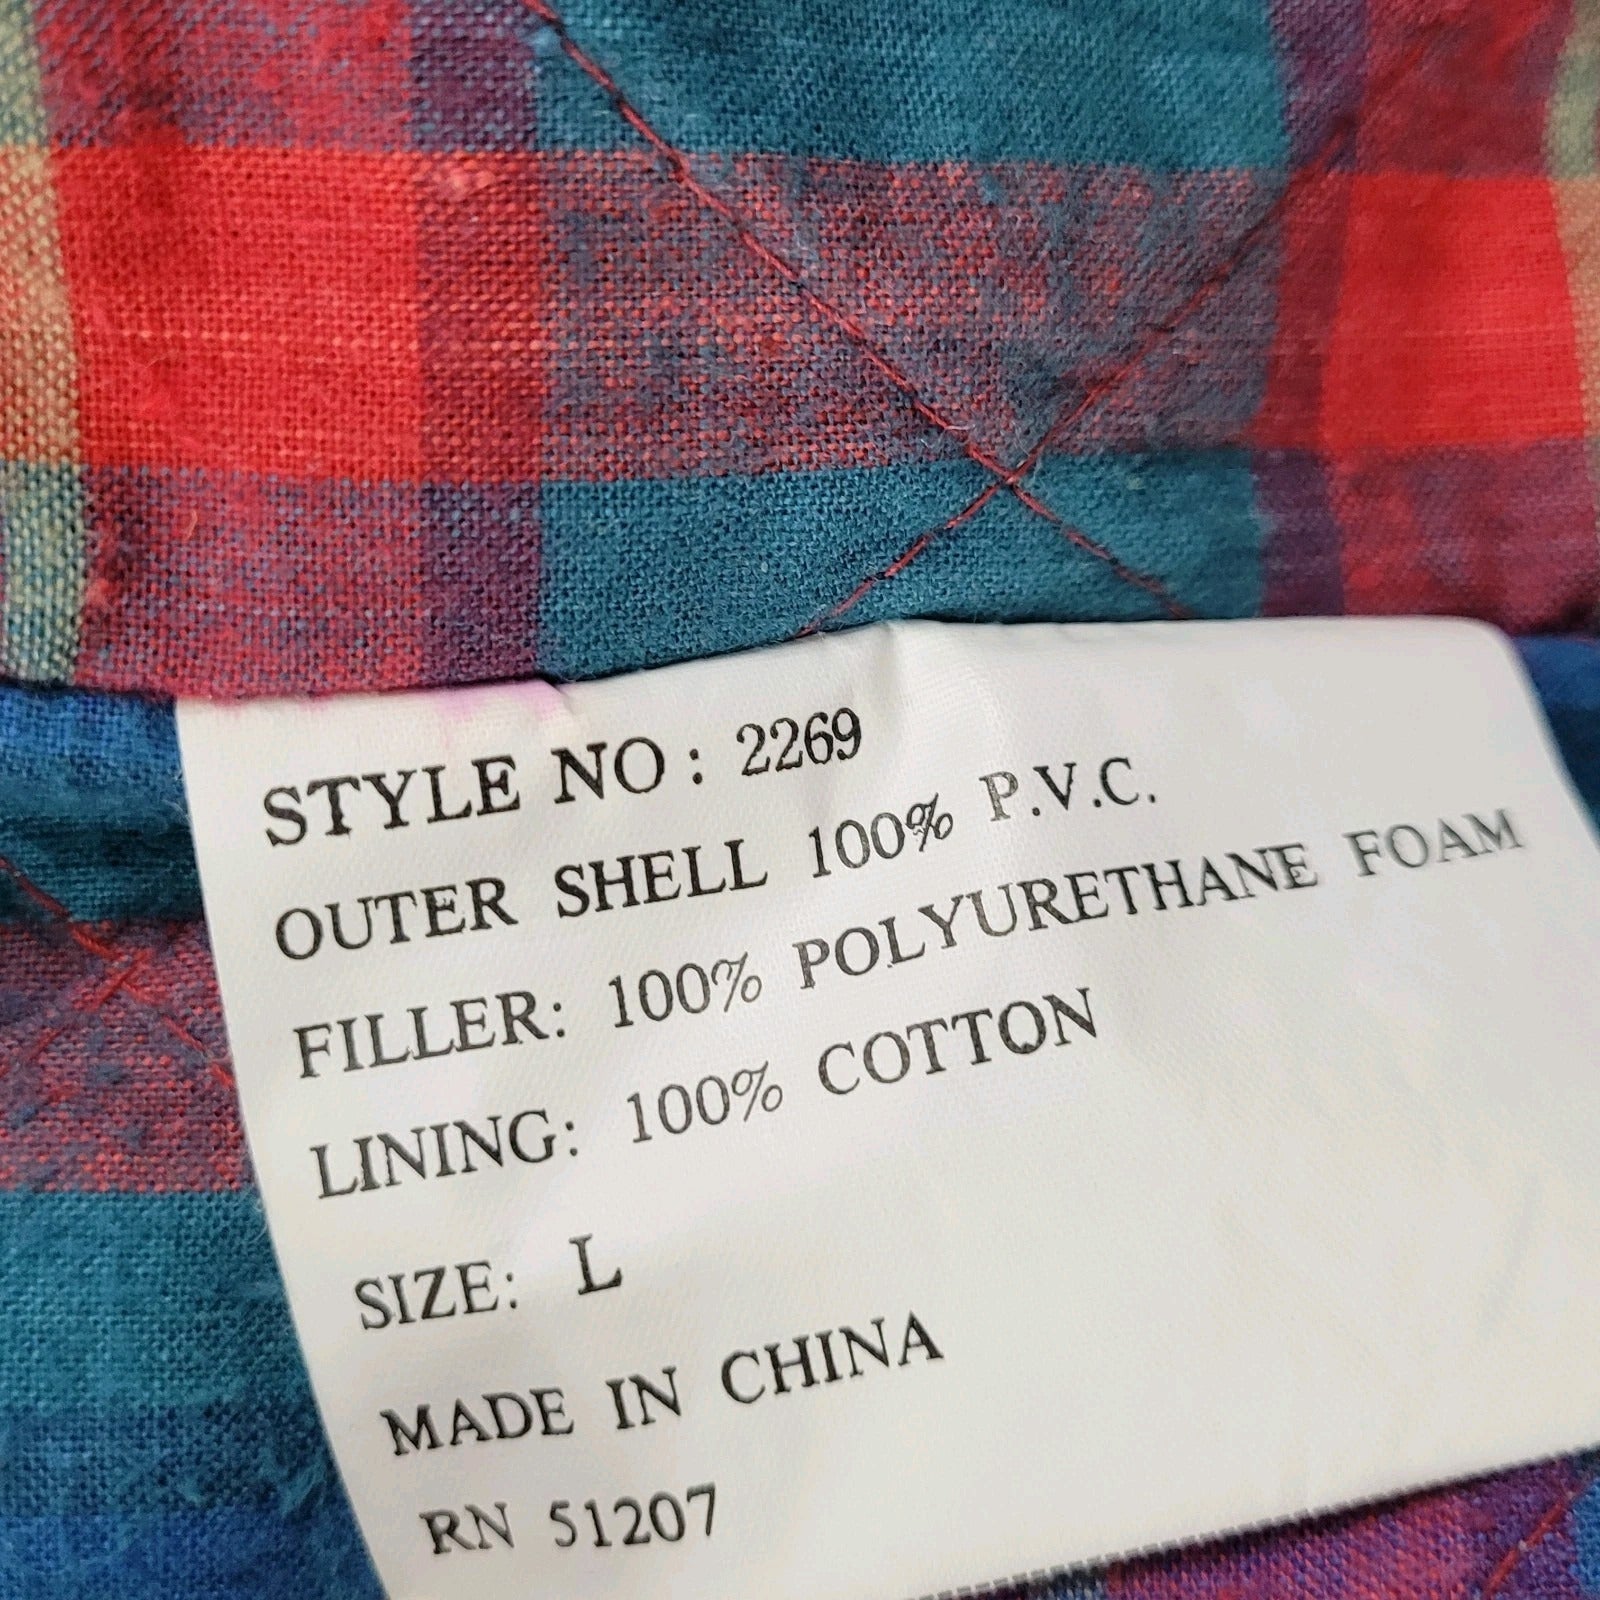 STYLE NO: 2269
OUTER SHELL 100% P.V.C.
FILLER: 100% POLYURETHANE FOAM
LINING: 100% COTTON
SIZE: L
MADE IN CHINA
RN 51207